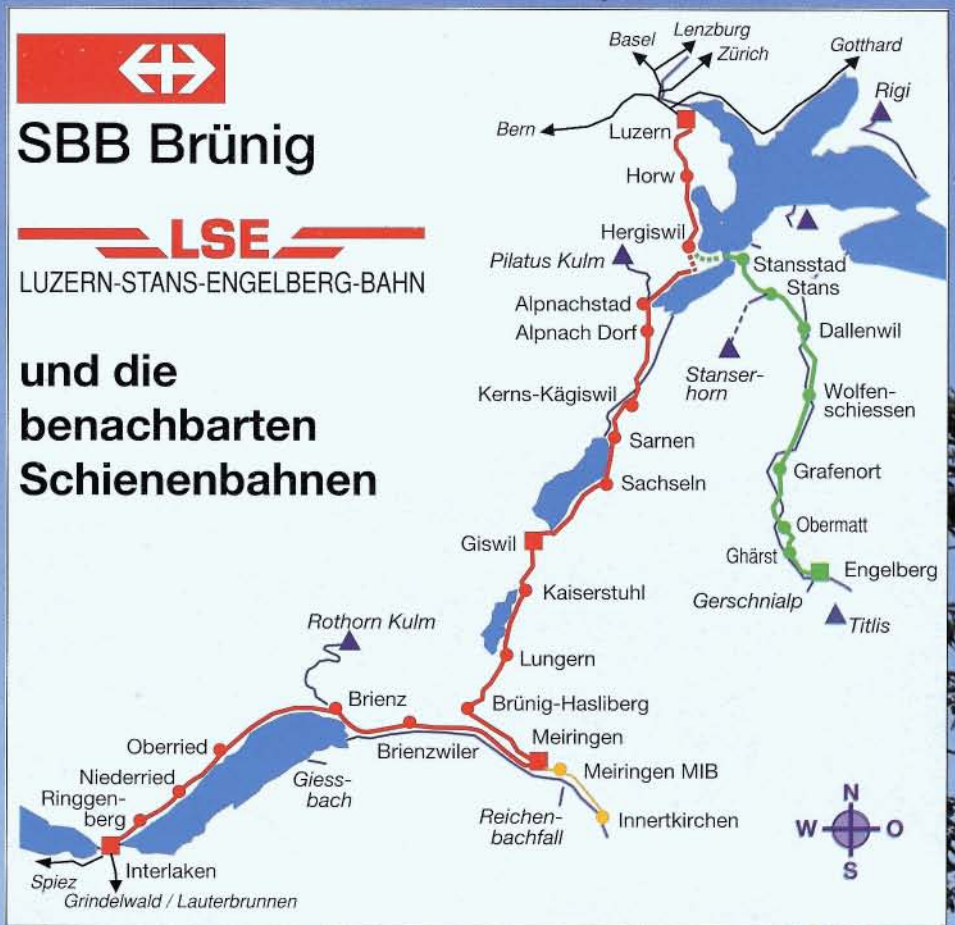 SBB Brünig
LSE
LUZERN-STANS-ENGELBERG-BAHN
und die
benachbarten
Schienenbahnen
Basel
Lenzburg
Zürich
Gotthard
Rigi
Bern
Luzern
Horw
Hergiswil
Pilatus Kulm
Stansstad
Stans
Alpnachstad
Alpnach Dorf
Dallenwil
Stanser-
horn
Kerns-Kägiswil
Wolfen-
schiessen
Sarnen
Grafenort
Sachseln
Obermatt
Giswil
Ghärst
Engelberg
Kaiserstuhl
Gerschnialp
Titlis
Rothorn Kulm
Lungern
Brienz
Brünig-Hasliberg
Oberried
Brienzwiler
Meiringen
Niederried
Giess-
bach
Meiringen MIB
Ringgen-
berg
Reichen-
bachfall
Innertkirchen
N
W
O
S
Interlaken
Spiez
Grindelwald / Lauterbrunnen